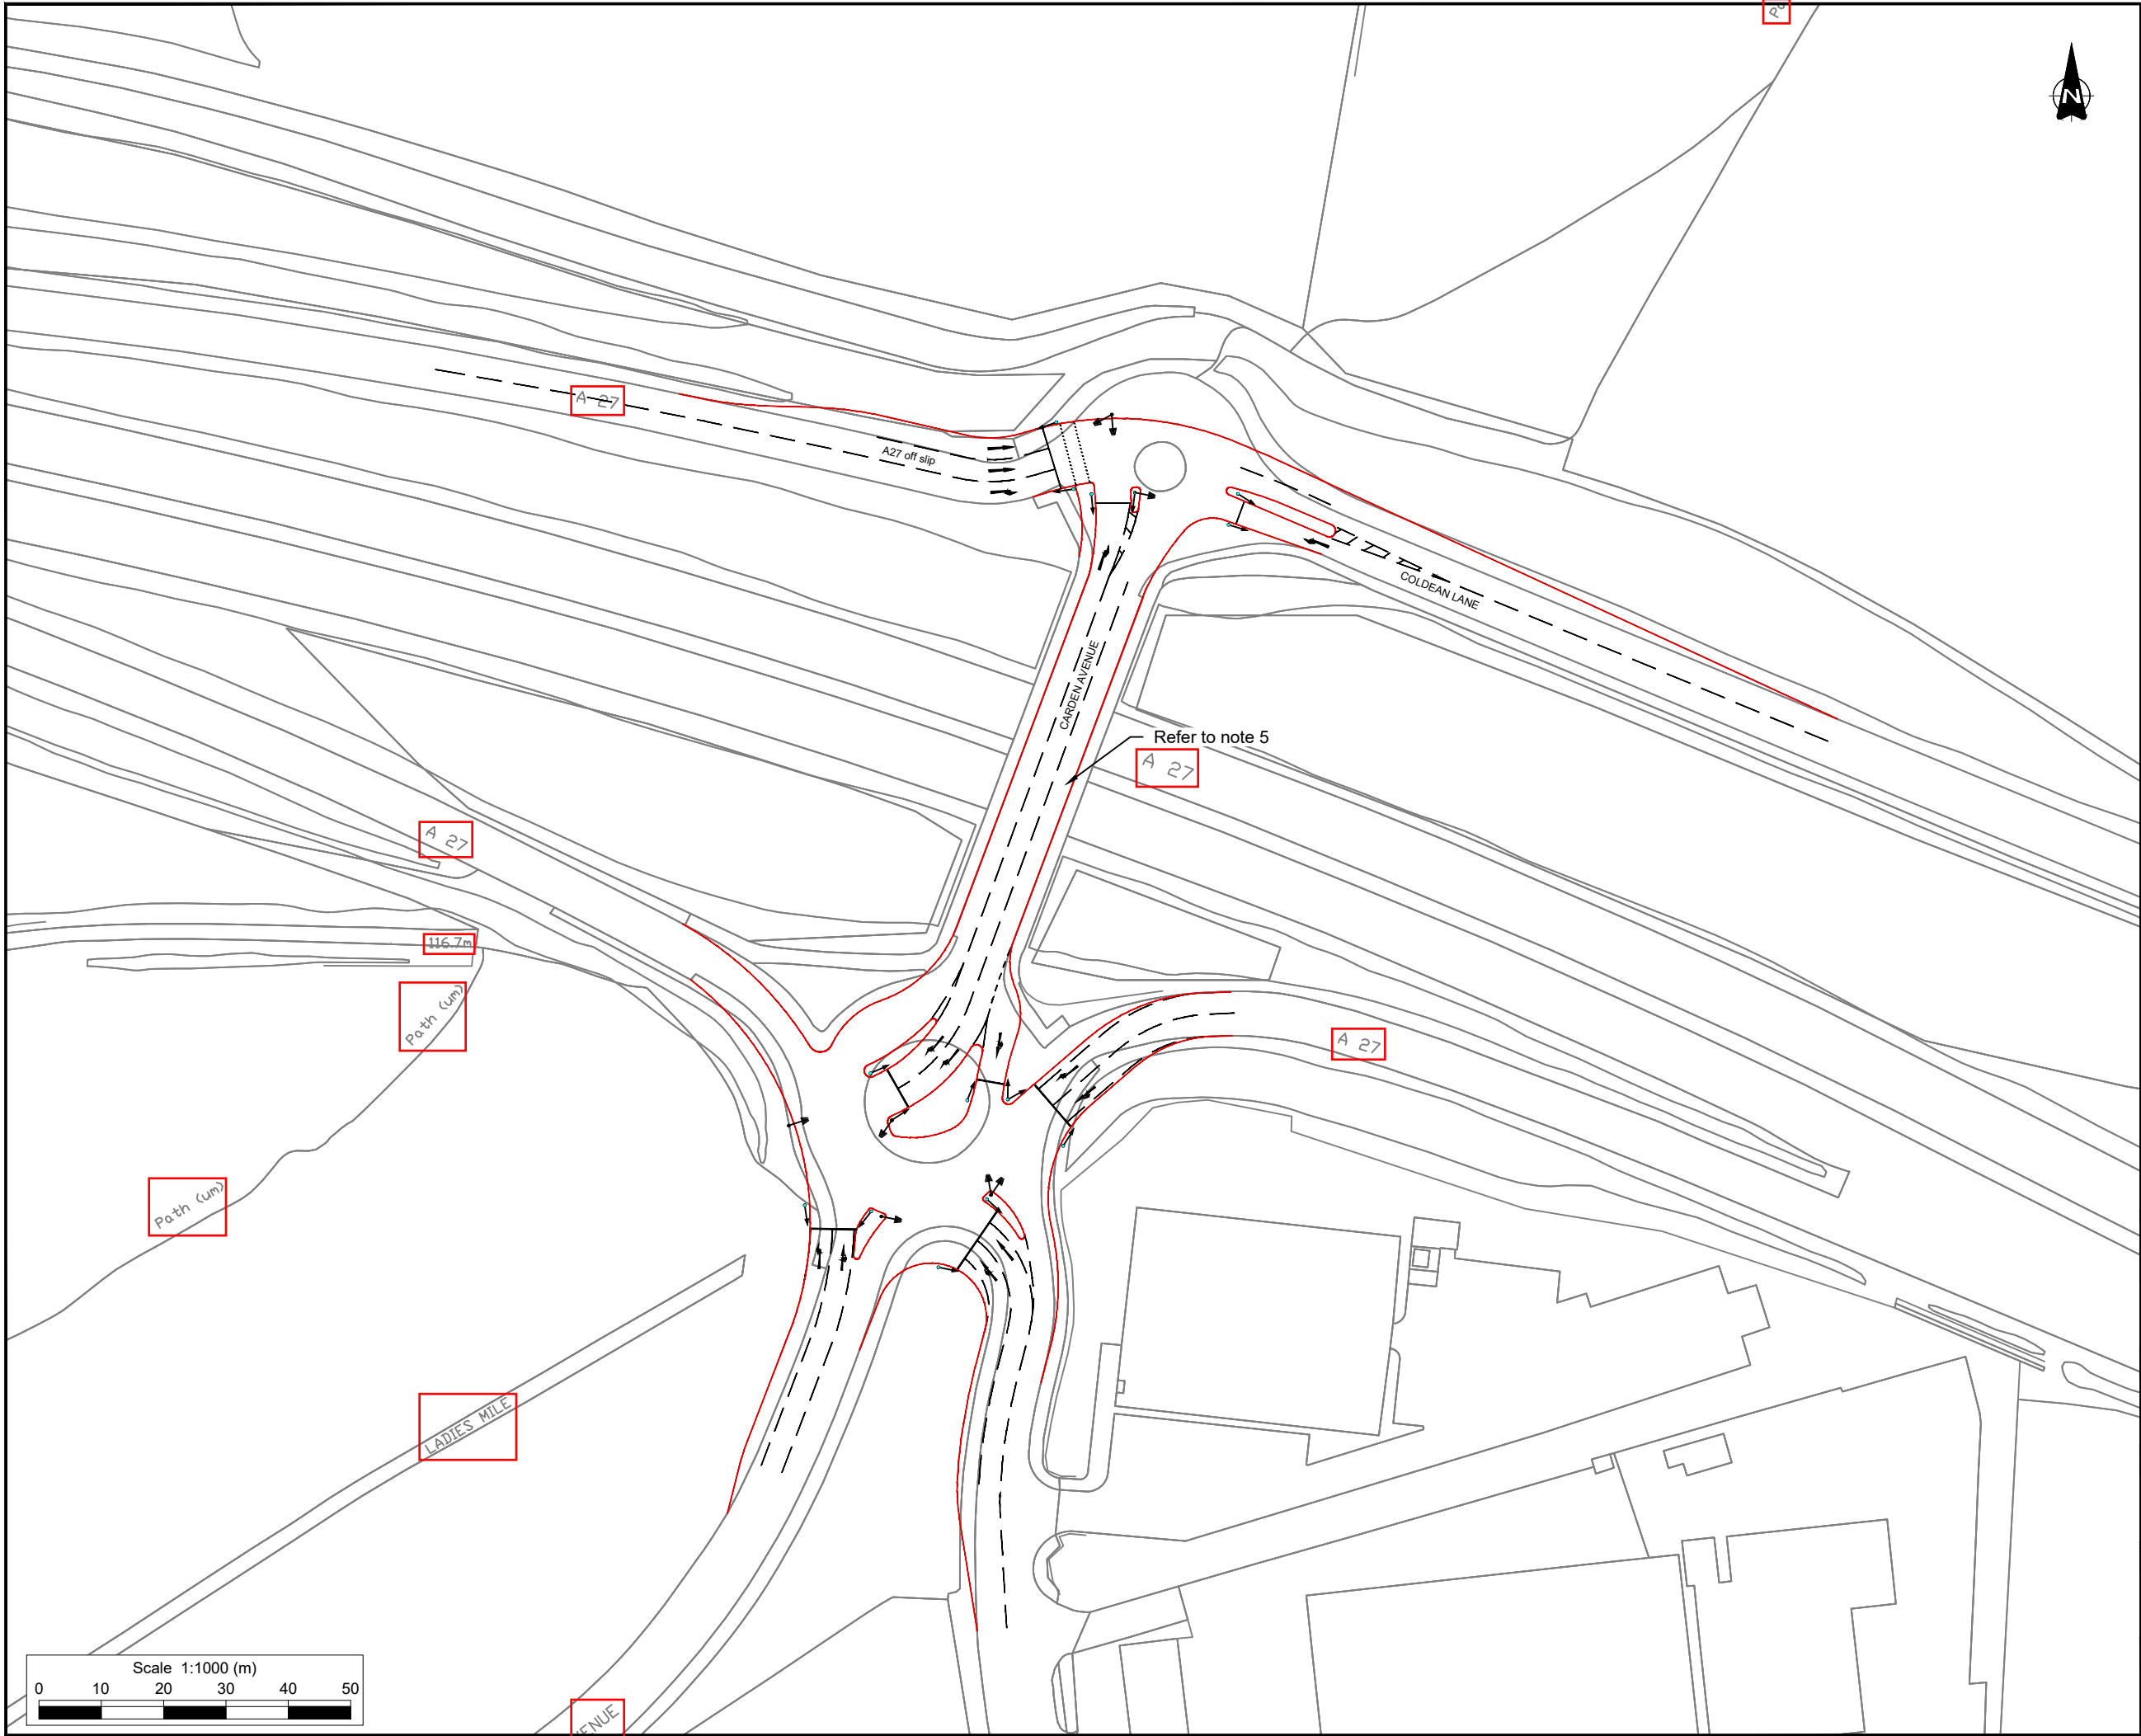 N
A 27
A27 off slip
COLDEAN LANE
CARDEN AVENUE
Refer to note 5
A 27
A 27
116.7m
Path (um)
A 27
Path (um)
LADIES MILE
Scale 1:1000 (m)
0 10 20 30 40 50